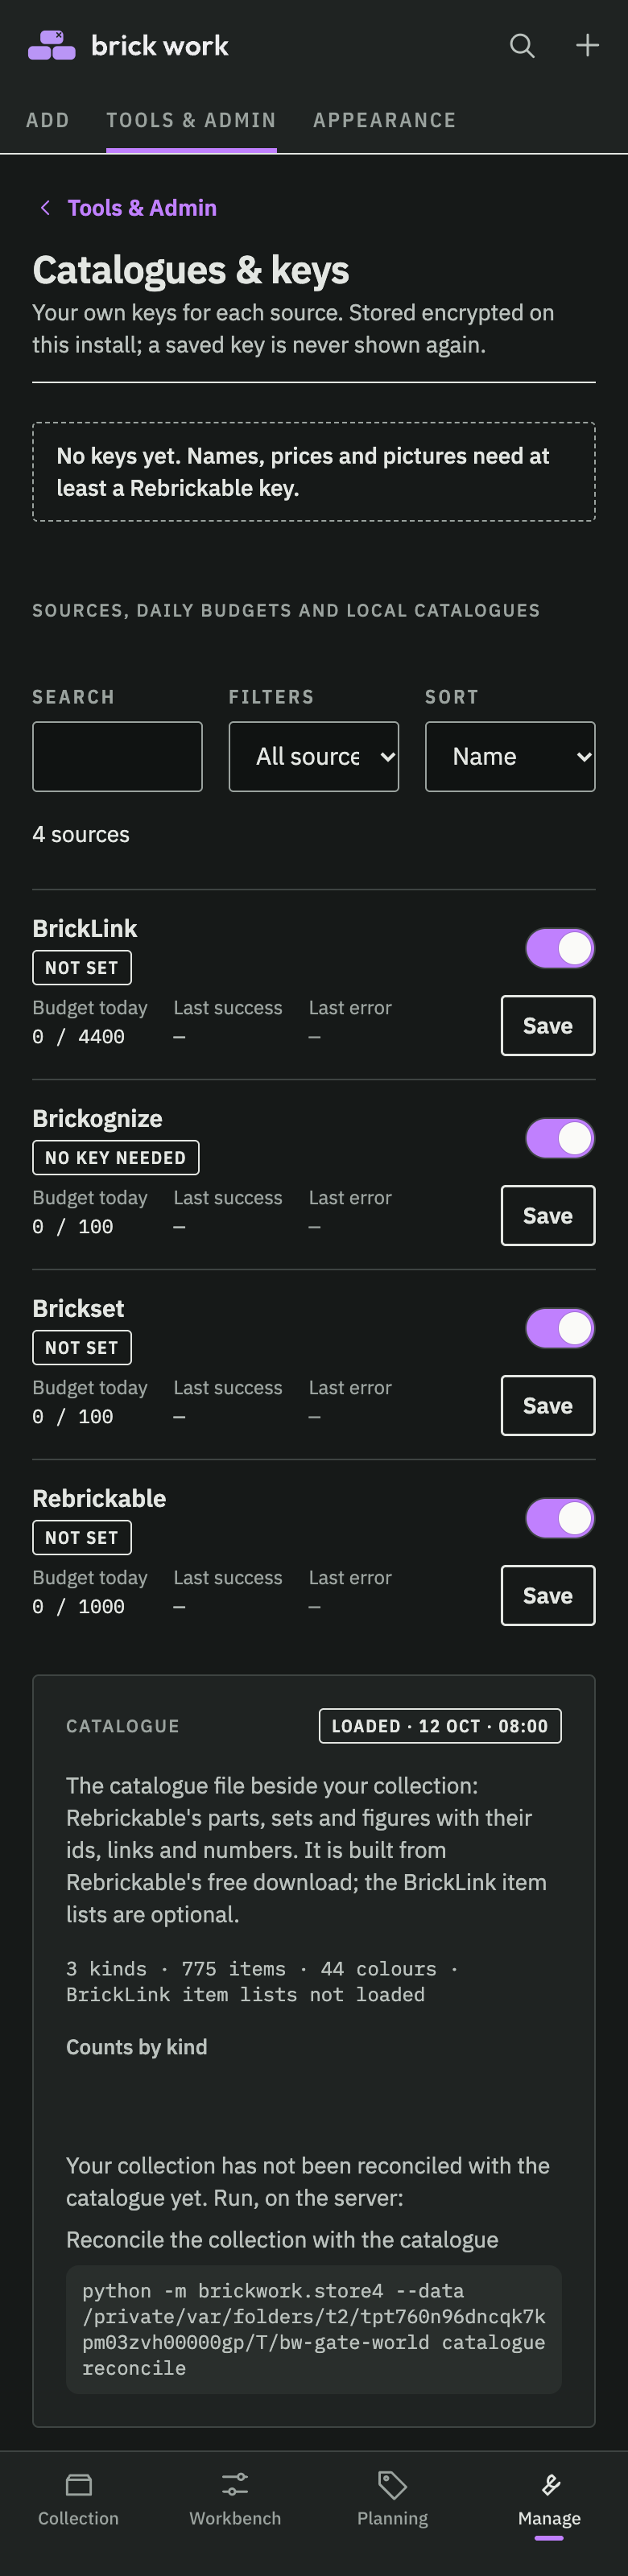 brick work
ADD TOOLS & ADMIN APPEARANCE
Tools & Admin
Catalogues & keys
Your own keys for each source. Stored encrypted on
this install; a saved key is never shown again.
No keys yet. Names, prices and pictures need at
least a Rebrickable key.
SOURCES, DAILY BUDGETS AND LOCAL CATALOGUES
SEARCH FILTERS SORT
All source Name
4 sources
BrickLink
NOT SET
Budget today Last success Last error
0 / 4400 — —
Save
Brickognize
NO KEY NEEDED
Budget today Last success Last error
0 / 100 — —
Save
Brickset
NOT SET
Budget today Last success Last error
0 / 100 — —
Save
Rebrickable
NOT SET
Budget today Last success Last error
0 / 1000 — —
Save
CATALOGUE LOADED · 12 OCT · 08:00
The catalogue file beside your collection:
Rebrickable's parts, sets and figures with their
ids, links and numbers. It is built from
Rebrickable's free download; the BrickLink item
lists are optional.
3 kinds · 775 items · 44 colours ·
BrickLink item lists not loaded
Counts by kind
Your collection has not been reconciled with the
catalogue yet. Run, on the server:
Reconcile the collection with the catalogue
python -m brickwork.store4 --data
/private/var/folders/t2/tpt760n96dncqk7k
pm03zvh00000gp/T/bw-gate-world catalogue
reconcile
Collection Workbench Planning Manage